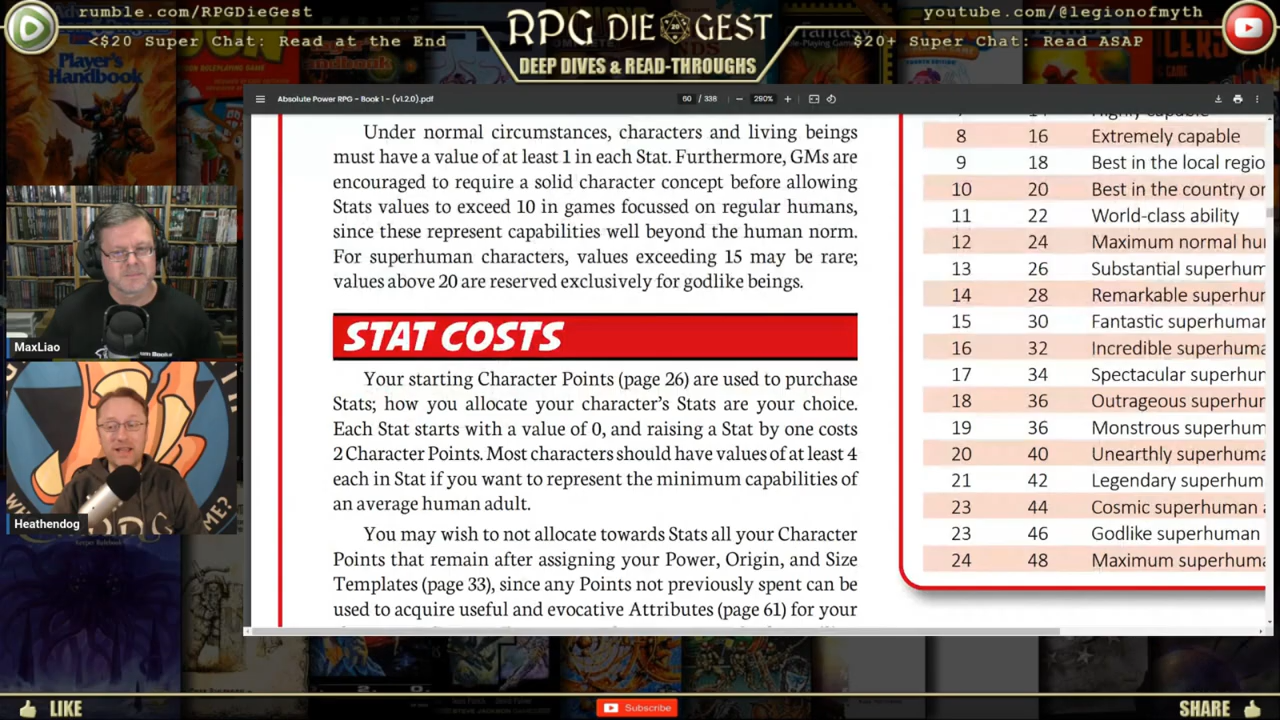 rumble.com/RPGDieGest
<$20 Super Chat: Read at the End
RPG DIE GEST
DEEP DIVES & READ-THROUGHS
youtube.com/@legionofmyth
$20+ Super Chat: Read ASAP
Player's
Handbook
Absolute Power RPG - Book 1 - (v1.2.0).pdf
60 / 338
290%
Under normal circumstances, characters and living beings
must have a value of at least 1 in each Stat. Furthermore, GMs are
encouraged to require a solid character concept before allowing
Stats values to exceed 10 in games focussed on regular humans,
since these represent capabilities well beyond the human norm.
For superhuman characters, values exceeding 15 may be rare;
values above 20 are reserved exclusively for godlike beings.
STAT COSTS
Your starting Character Points (page 26) are used to purchase
Stats; how you allocate your character's Stats are your choice.
Each Stat starts with a value of 0, and raising a Stat by one costs
2 Character Points. Most characters should have values of at least 4
each in Stat if you want to represent the minimum capabilities of
an average human adult.
You may wish to not allocate towards Stats all your Character
Points that remain after assigning your Power, Origin, and Size
Templates (page 33), since any Points not previously spent can be
used to acquire useful and evocative Attributes (page 61) for your
8 16 Extremely capable
9 18 Best in the local regio
10 20 Best in the country or
11 22 World-class ability
12 24 Maximum normal hu
13 26 Substantial superhum
14 28 Remarkable superhu
15 30 Fantastic superhuma
16 32 Incredible superhuma
17 34 Spectacular superhur
18 36 Outrageous superhur
19 36 Monstrous superhum
20 40 Unearthly superhuma
21 42 Legendary superhum
23 44 Cosmic superhuman
23 46 Godlike superhuman
24 48 Maximum superhuma
MaxLiao
Heathendog
LIKE
Subscribe
SHARE